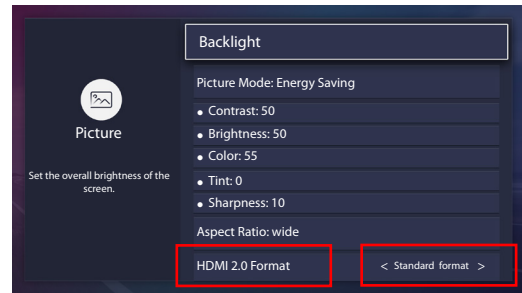 Backlight
Picture
Set the overall brightness of the
screen.
Picture Mode: Energy Saving
• Contrast: 50
• Brightness: 50
• Color: 55
• Tint: 0
• Sharpness: 10
Aspect Ratio: wide
HDMI 2.0 Format < Standard format >